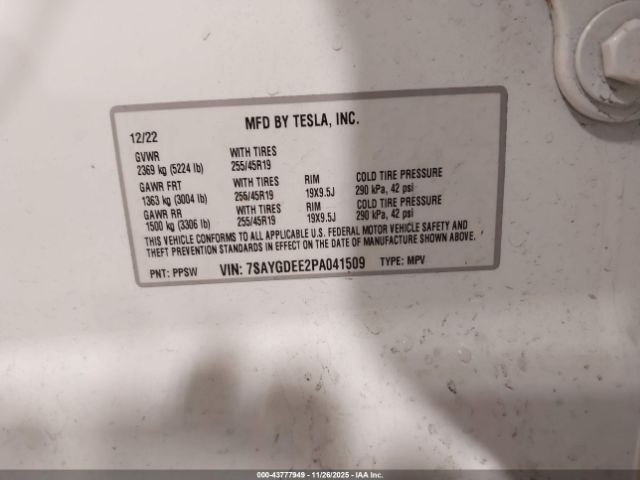 MFD BY TESLA, INC.
12/22
GVWR WITH TIRES
2369 kg (5224 lb) 255/45R19
GAWR FRT WITH TIRES RIM COLD TIRE PRESSURE
1363 kg (3004 lb) 255/45R19 19X9.5J 290 kPa, 42 psi
GAWR RR WITH TIRES RIM COLD TIRE PRESSURE
1500 kg (3306 lb) 255/45R19 19X9.5J 290 kPa, 42 psi
THIS VEHICLE CONFORMS TO ALL APPLICABLE U.S. FEDERAL MOTOR VEHICLE SAFETY AND
THEFT PREVENTION STANDARDS IN EFFECT ON THE DATE OF MANUFACTURE SHOWN ABOVE.
PNT: PPSW VIN: 7SAYGDEE2PA041509 TYPE: MPV
000-43777949 | 11/26/2025 - IAAI.COM